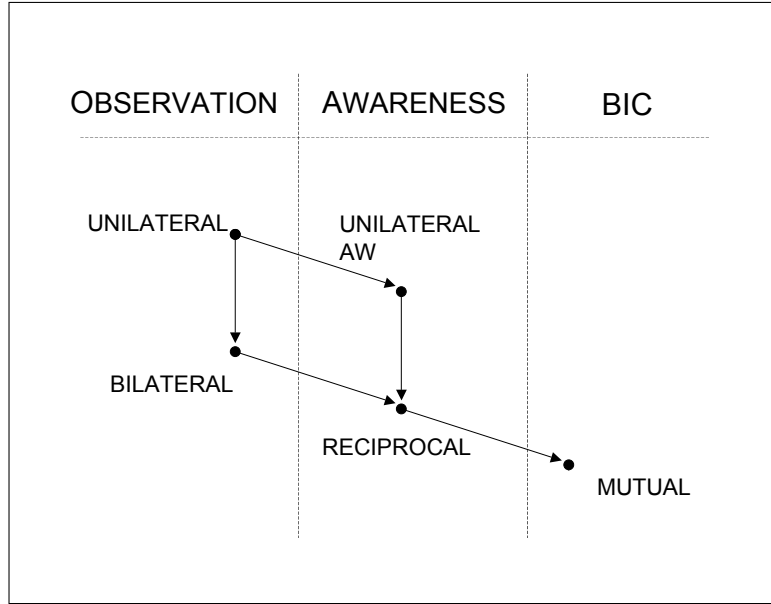 OBSERVATION
AWARENESS
BIC
UNILATERAL
UNILATERAL
AW
BILATERAL
RECIPROCAL
MUTUAL